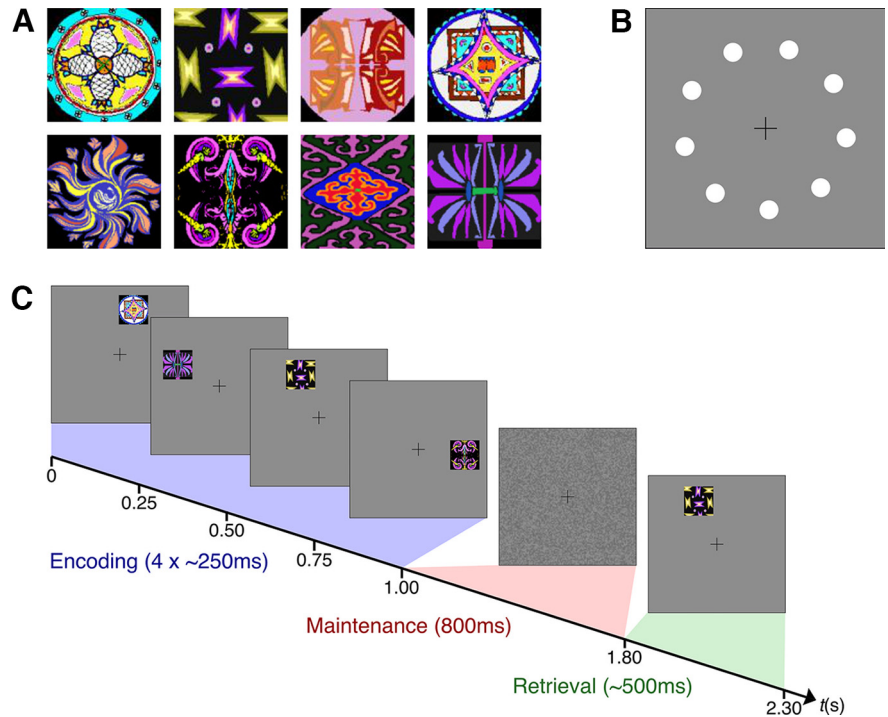 A
B
C
0
0.25
0.50
0.75
1.00
1.80
2.30
t(s)
Encoding (4 x ~250ms)
Maintenance (800ms)
Retrieval (~500ms)